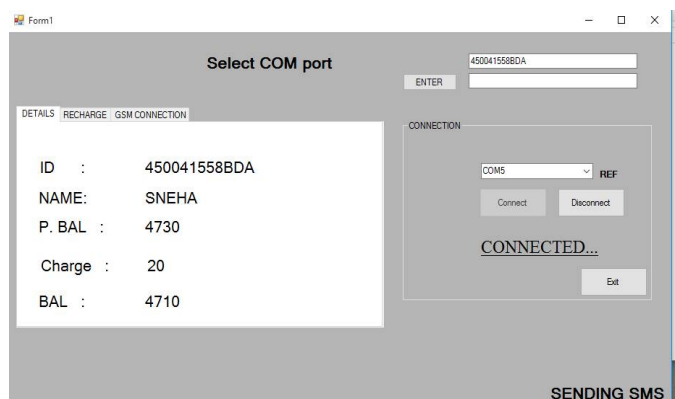 Form1
Select COM port
450041558BDA
ENTER
DETAILS RECHARGE GSM CONNECTION
CONNECTION
ID : 450041558BDA
NAME: SNEHA
P. BAL : 4730
Charge : 20
BAL : 4710
COM5
REF
Connect Disconnect
CONNECTED...
Exit
SENDING SMS